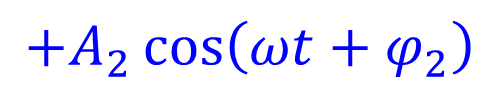 +A₂ cos(ωt + φ₂)